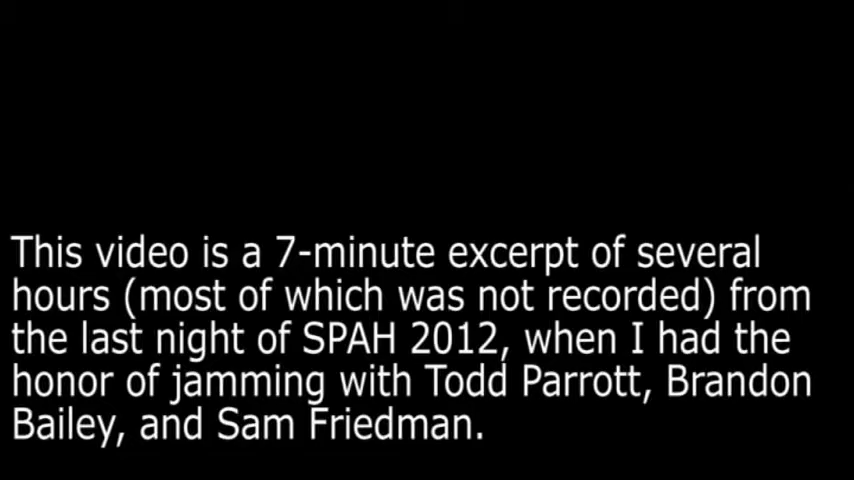 This video is a 7-minute excerpt of several
hours (most of which was not recorded) from
the last night of SPAH 2012, when I had the
honor of jamming with Todd Parrott, Brandon
Bailey, and Sam Friedman.